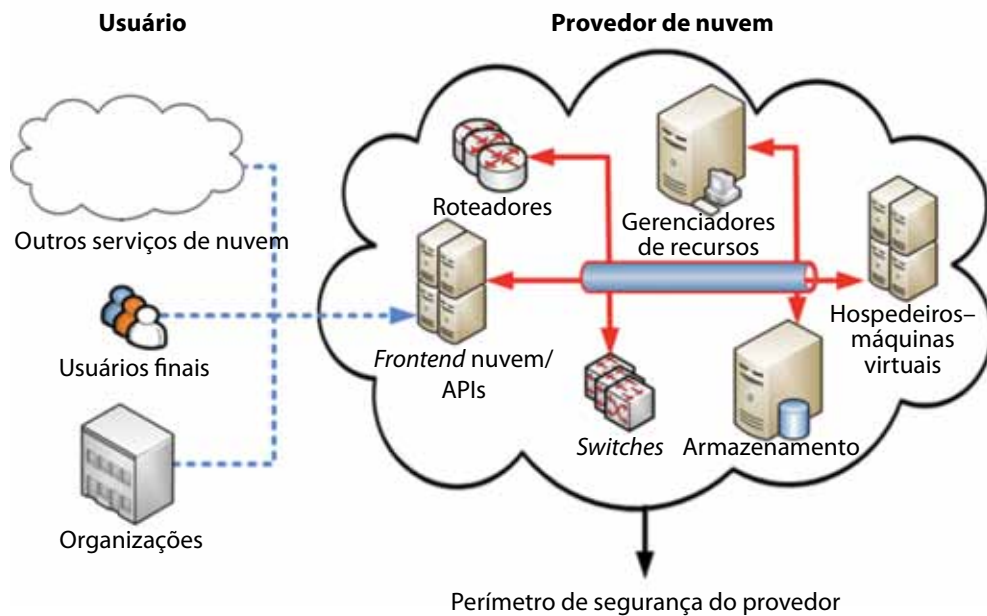 Usuário
Provedor de nuvem
Outros serviços de nuvem
Usuários finais
Organizações
Roteadores
Gerenciadores
de recursos
Frontend nuvem/
APIs
Switches
Armazenamento
Hospedeiros–
máquinas
virtuais
Perímetro de segurança do provedor